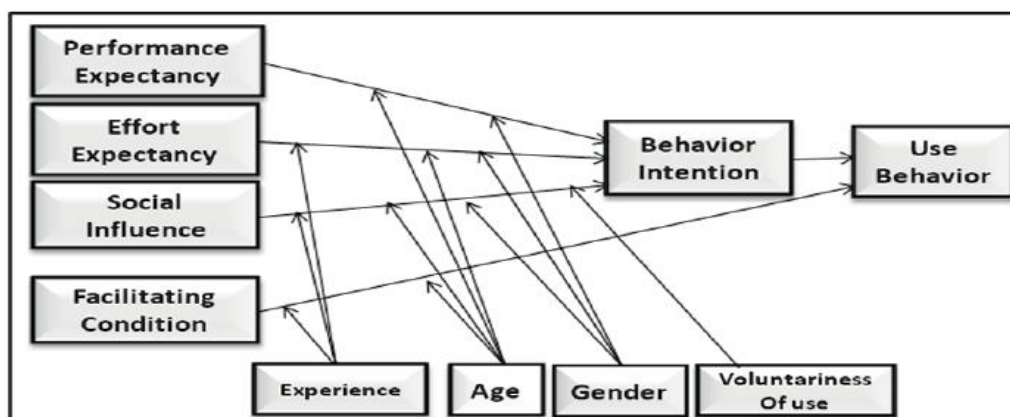 Performance
Expectancy
Effort
Expectancy
Social
Influence
Facilitating
Condition
Behavior
Intention
Use
Behavior
Experience
Age
Gender
Voluntariness
Of use